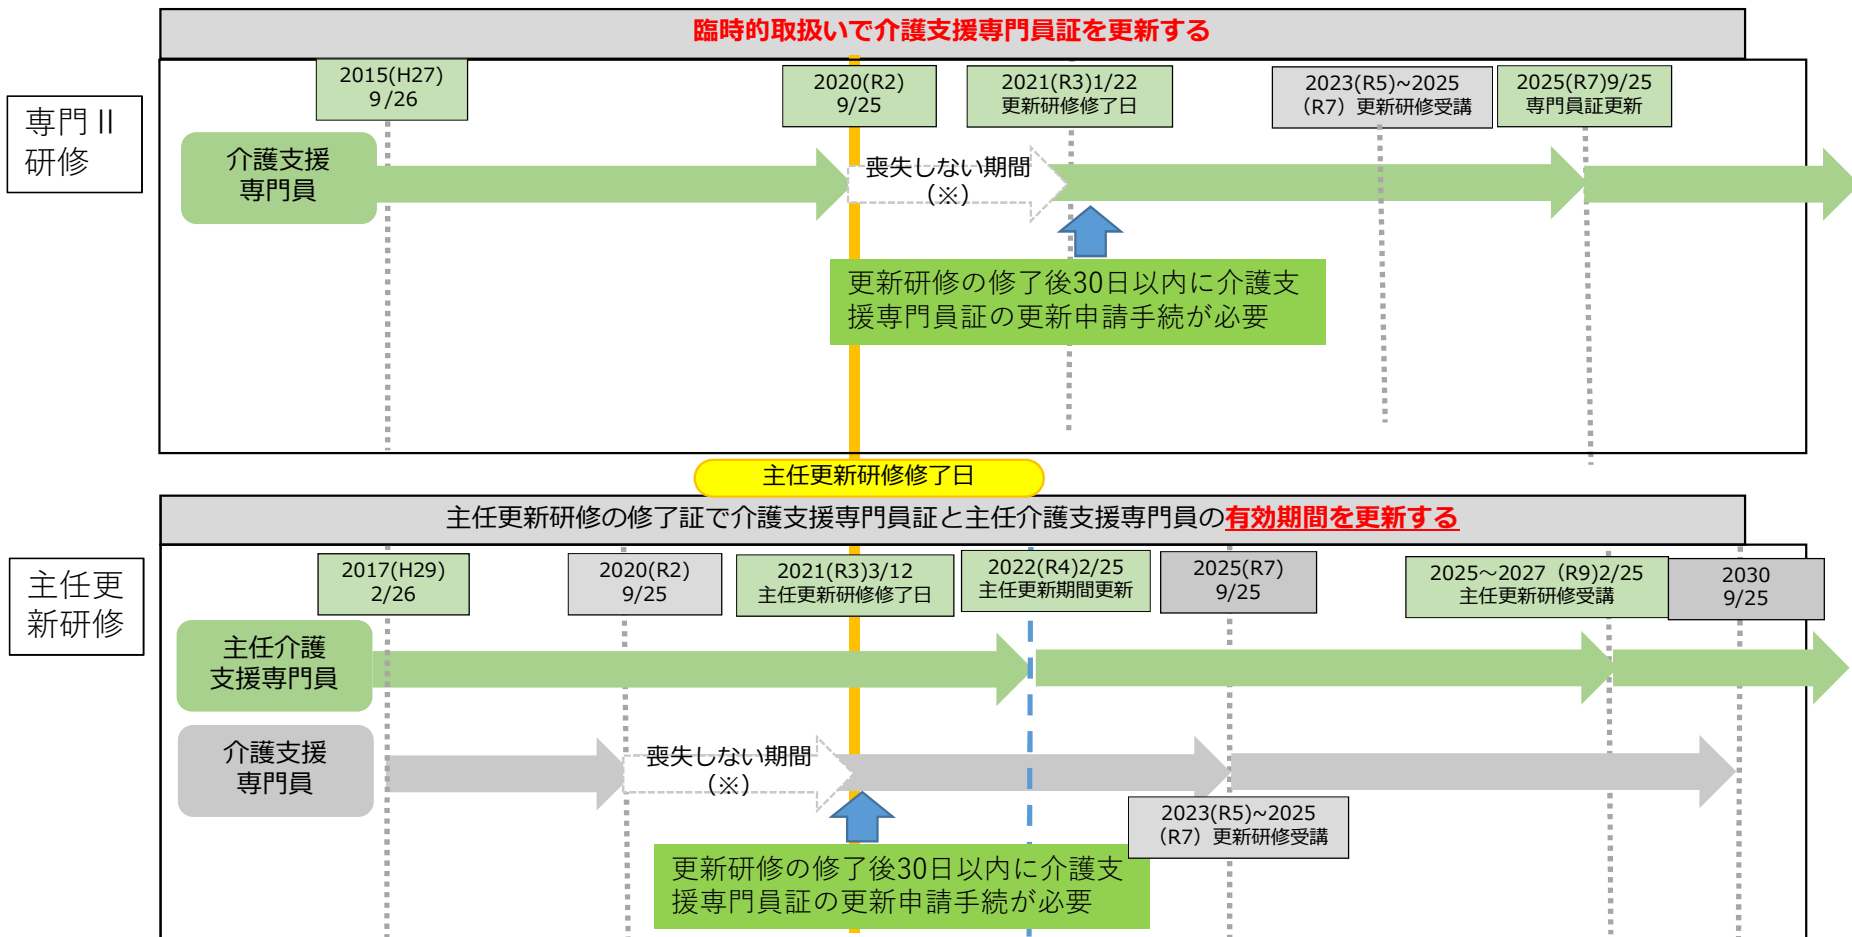 臨時的取扱いで介護支援専門員証を更新する
専門Ⅱ
研修
2015(H27)
9/26
2020(R2)
9/25
2021(R3)1/22
更新研修修了日
2023(R5)~2025
（R7）更新研修受講
2025(R7)9/25
専門員証更新
介護支援
専門員
喪失しない期間
（※）
更新研修の修了後30日以内に介護支
援専門員証の更新申請手続が必要
主任更新研修修了日
主任更新研修の修了証で介護支援専門員証と主任介護支援専門員の有効期間を更新する
主任更
新研修
2017(H29)
2/26
2020(R2)
9/25
2021(R3)3/12
主任更新研修修了日
2022(R4)2/25
主任更新期間更新
2025(R7)
9/25
2025～2027（R9)2/25
主任更新研修受講
2030
9/25
主任介護
支援専門員
介護支援
専門員
喪失しない期間
（※）
2023(R5)~2025
（R7）更新研修受講
更新研修の修了後30日以内に介護支
援専門員証の更新申請手続が必要